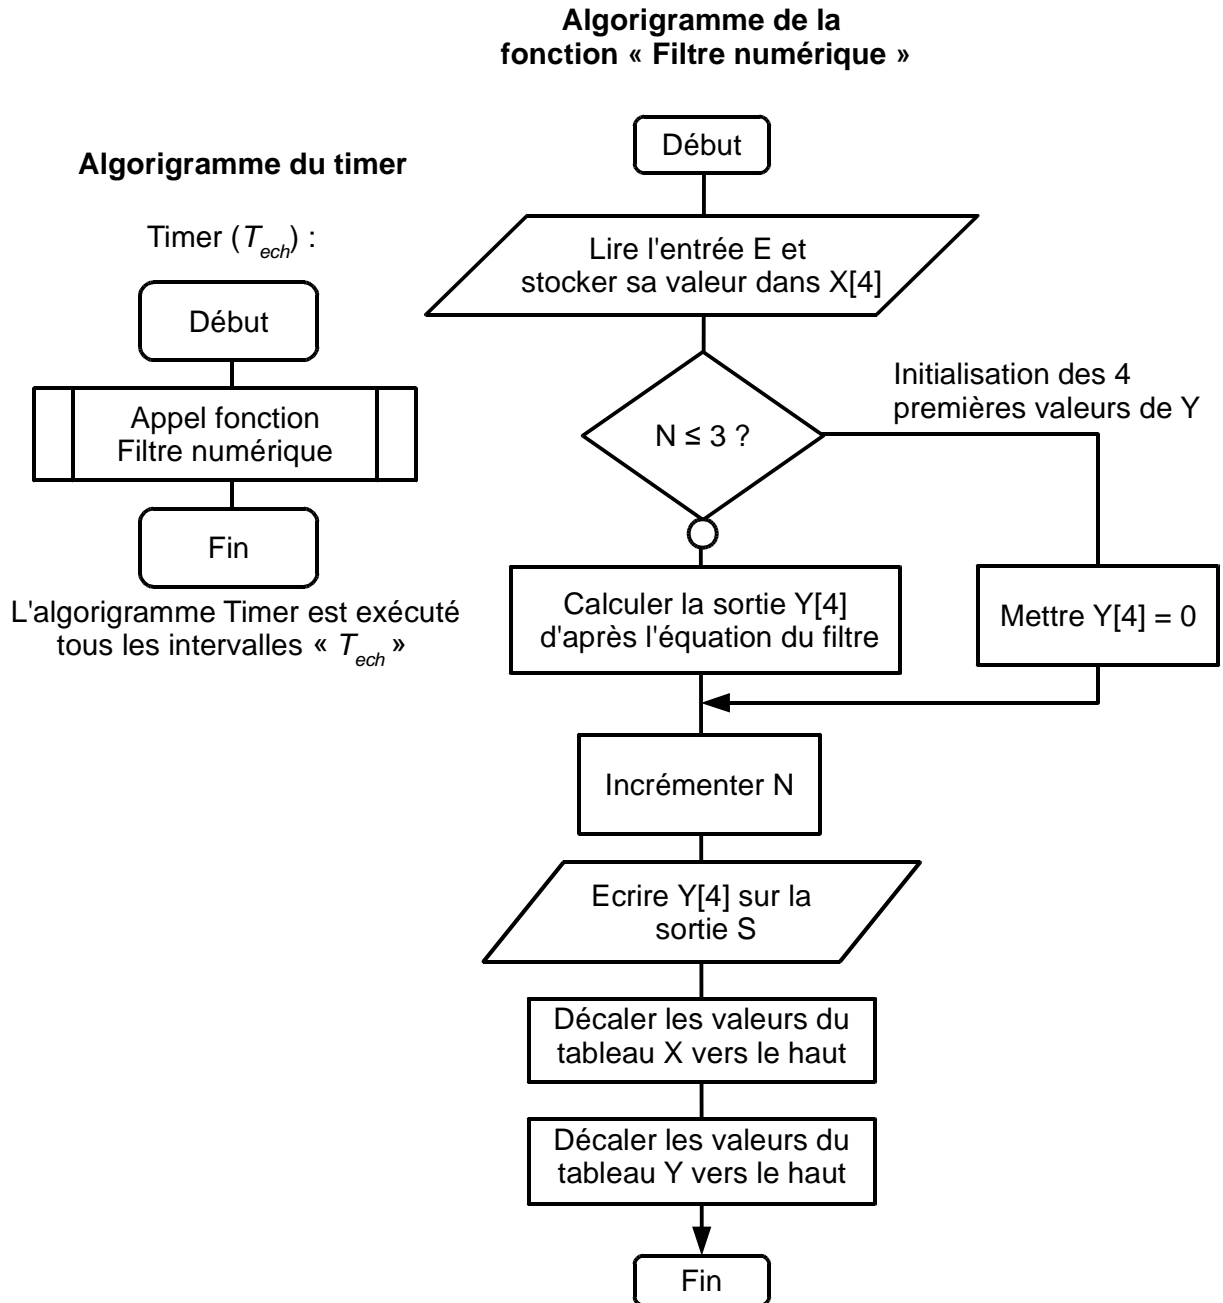 Algorigramme de la
fonction « Filtre numérique »
Algorigramme du timer
Timer (Tech) :
Début
Appel fonction
Filtre numérique
Fin
L'algorigramme Timer est exécuté
tous les intervalles « Tech »
Début
Lire l'entrée E et
stocker sa valeur dans X[4]
N ≤ 3 ?
Initialisation des 4
premières valeurs de Y
Calculer la sortie Y[4]
d'après l'équation du filtre
Mettre Y[4] = 0
Incrémenter N
Ecrire Y[4] sur la
sortie S
Décaler les valeurs du
tableau X vers le haut
Décaler les valeurs du
tableau Y vers le haut
Fin